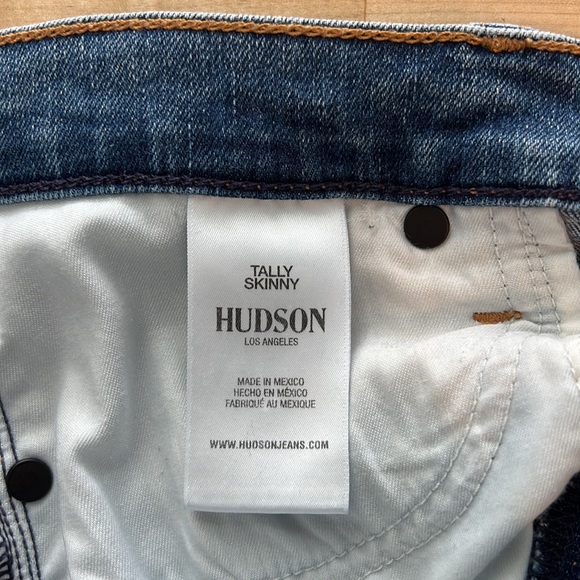 TALLY
SKINNY
HUDSON
LOS ANGELES
MADE IN MEXICO
HECHO EN MÉXICO
FABRIQUÉ AU MEXIQUE
WWW.HUDSONJEANS.COM